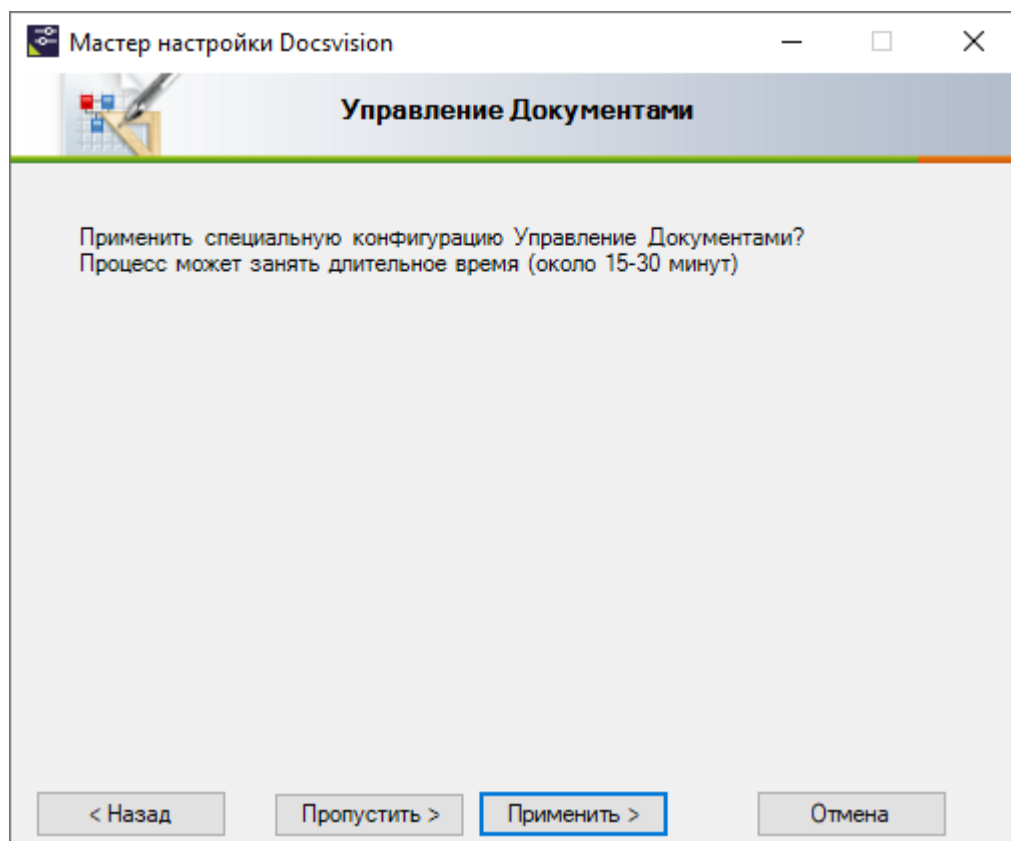 Мастер настройки Docsvision
Управление Документами
Применить специальную конфигурацию Управление Документами?
Процесс может занять длительное время (около 15-30 минут)
< Назад
Пропустить >
Применить >
Отмена